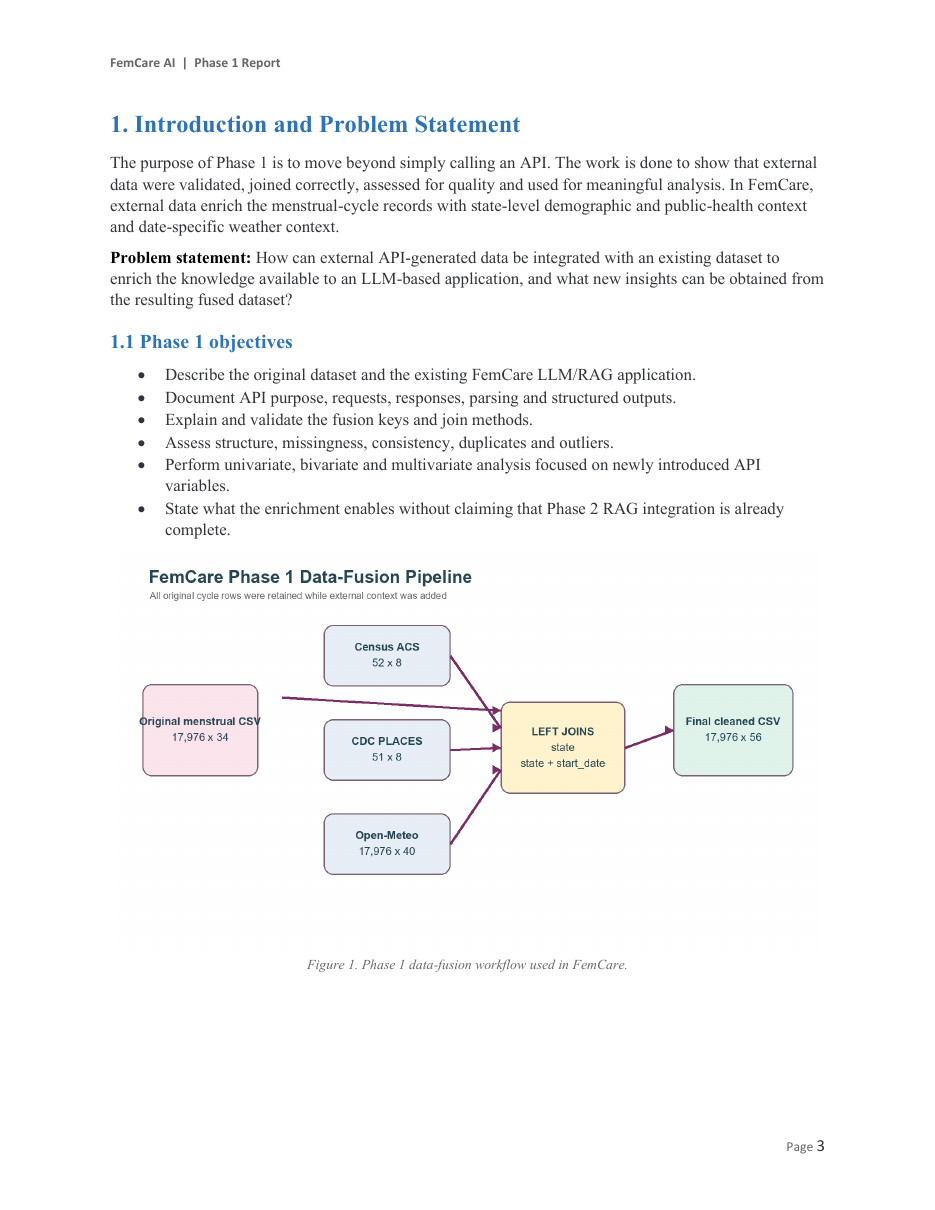 FemCare AI | Phase 1 Report
1. Introduction and Problem Statement
The purpose of Phase 1 is to move beyond simply calling an API. The work is done to show that external
data were validated, joined correctly, assessed for quality and used for meaningful analysis. In FemCare,
external data enrich the menstrual-cycle records with state-level demographic and public-health context
and date-specific weather context.
Problem statement: How can external API-generated data be integrated with an existing dataset to
enrich the knowledge available to an LLM-based application, and what new insights can be obtained from
the resulting fused dataset?
1.1 Phase 1 objectives
• Describe the original dataset and the existing FemCare LLM/RAG application.
• Document API purpose, requests, responses, parsing and structured outputs.
• Explain and validate the fusion keys and join methods.
• Assess structure, missingness, consistency, duplicates and outliers.
• Perform univariate, bivariate and multivariate analysis focused on newly introduced API
variables.
• State what the enrichment enables without claiming that Phase 2 RAG integration is already
complete.
FemCare Phase 1 Data-Fusion Pipeline
All original cycle rows were retained while external context was added
Original menstrual CSV
17,976 x 34
Census ACS
52 x 8
CDC PLACES
51 x 8
Open-Meteo
17,976 x 40
LEFT JOINS
state
state + start_date
Final cleaned CSV
17,976 x 56
Figure 1. Phase 1 data-fusion workflow used in FemCare.
Page 3